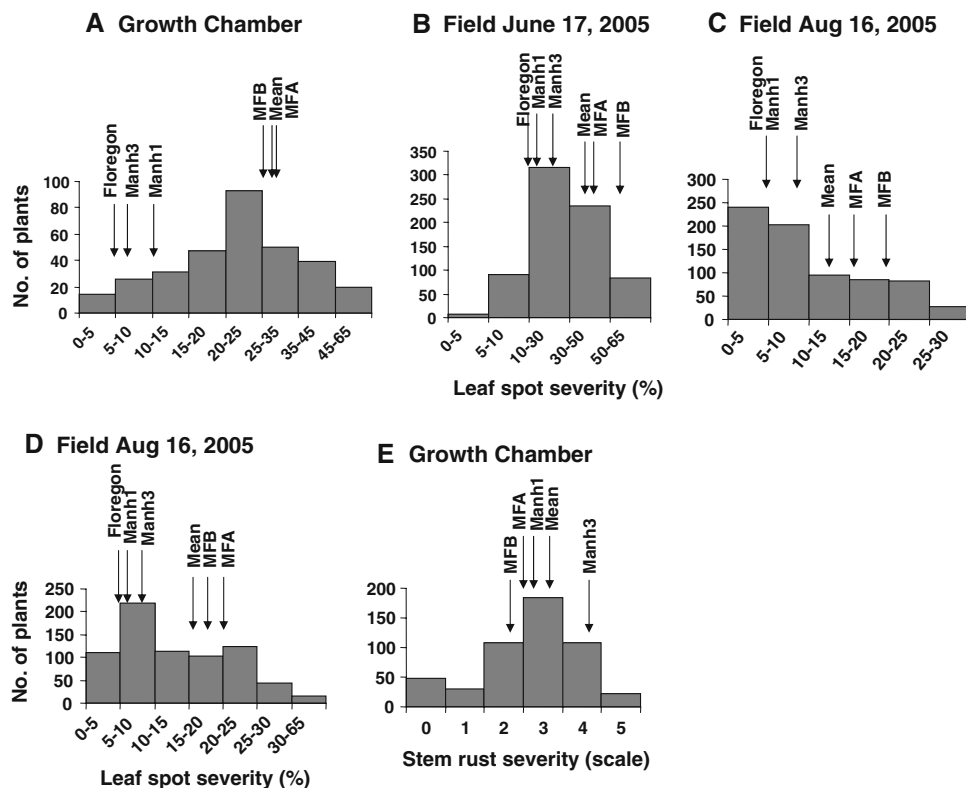 A Growth Chamber
B Field June 17, 2005
C Field Aug 16, 2005
Floregon
Manh3
Manh1
MFB
Mean
MFA
No. of plants
100
80
60
40
20
0
0-5
5-10
10-15
15-20
20-25
25-35
35-45
45-65
Floregon
Manh1
Manh3
Mean
MFA
MFB
350
300
250
200
150
100
50
0
0-5
5-10
10-30
30-50
50-65
Leaf spot severity (%)
Floregon
Manh1
Manh3
Mean
MFA
MFB
300
250
200
150
100
50
0
0-5
5-10
10-15
15-20
20-25
25-30
D Field Aug 16, 2005
E Growth Chamber
Floregon
Manh1
Manh3
Mean
MFB
MFA
No. of plants
250
200
150
100
50
0
0-5
5-10
10-15
15-20
20-25
25-30
30-65
Leaf spot severity (%)
MFB
MFA
Manh1
Mean
Manh3
200
150
100
50
0
0 1 2 3 4 5
Stem rust severity (scale)